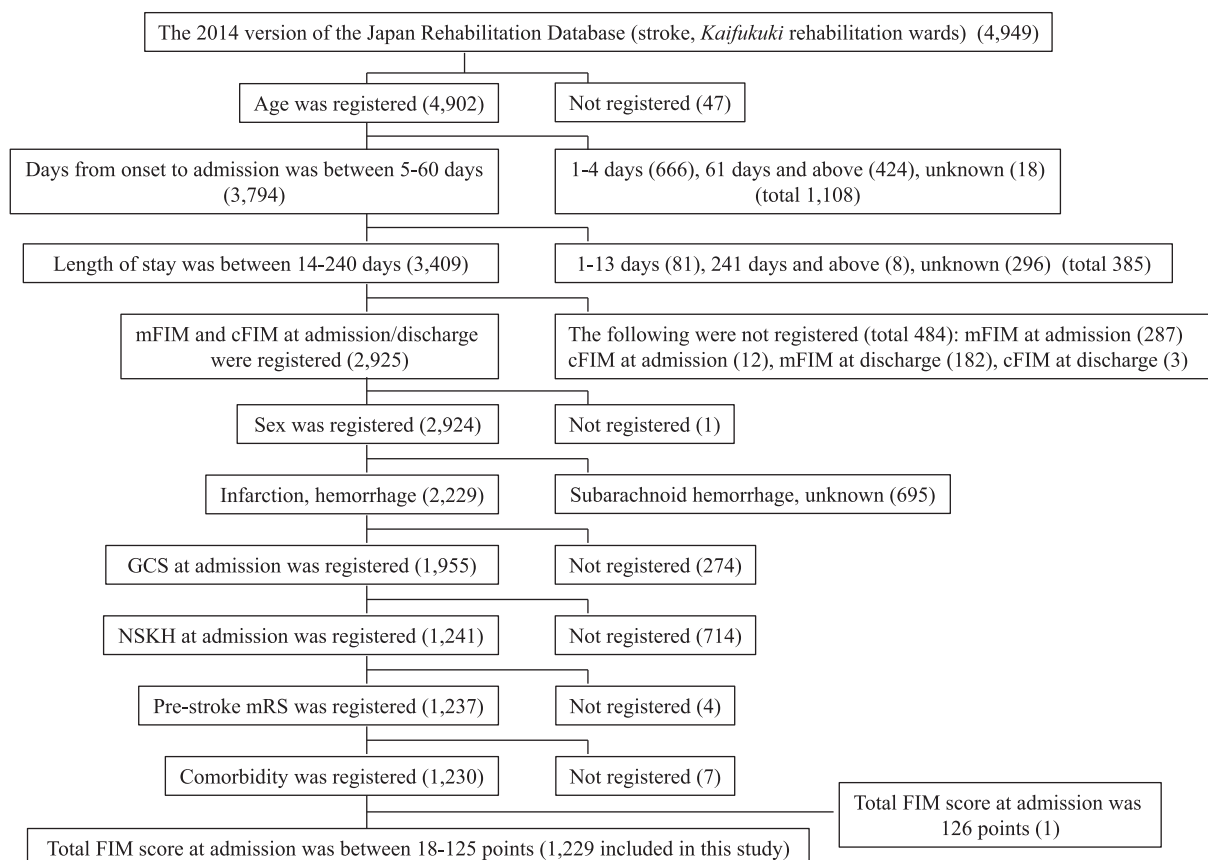 The 2014 version of the Japan Rehabilitation Database (stroke, Kaifukuki rehabilitation wards) (4,949)
Age was registered (4,902)
Not registered (47)
Days from onset to admission was between 5-60 days
(3,794)
1-4 days (666), 61 days and above (424), unknown (18)
(total 1,108)
Length of stay was between 14-240 days (3,409)
1-13 days (81), 241 days and above (8), unknown (296) (total 385)
mFIM and cFIM at admission/discharge
were registered (2,925)
The following were not registered (total 484): mFIM at admission (287)
cFIM at admission (12), mFIM at discharge (182), cFIM at discharge (3)
Sex was registered (2,924)
Not registered (1)
Infarction, hemorrhage (2,229)
Subarachnoid hemorrhage, unknown (695)
GCS at admission was registered (1,955)
Not registered (274)
NSKH at admission was registered (1,241)
Not registered (714)
Pre-stroke mRS was registered (1,237)
Not registered (4)
Comorbidity was registered (1,230)
Not registered (7)
Total FIM score at admission was
126 points (1)
Total FIM score at admission was between 18-125 points (1,229 included in this study)